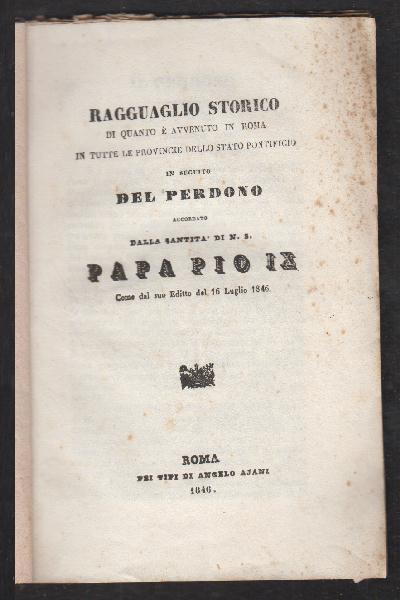 RAGGUAGLIO STORICO
DI QUANTO È AVVENUTO IN ROMA
IN TUTTE LE PROVINCIE DELLO STATO PONTIFICIO
IN SEGUITO
DEL PERDONO
ACCORDATO
DALLA SANTITA' DI N. S.
PAPA PIO IX
Come dal suo Editto del 16 Luglio 1846.
ROMA
PEI TIPI DI ANGELO AJANI
1846.